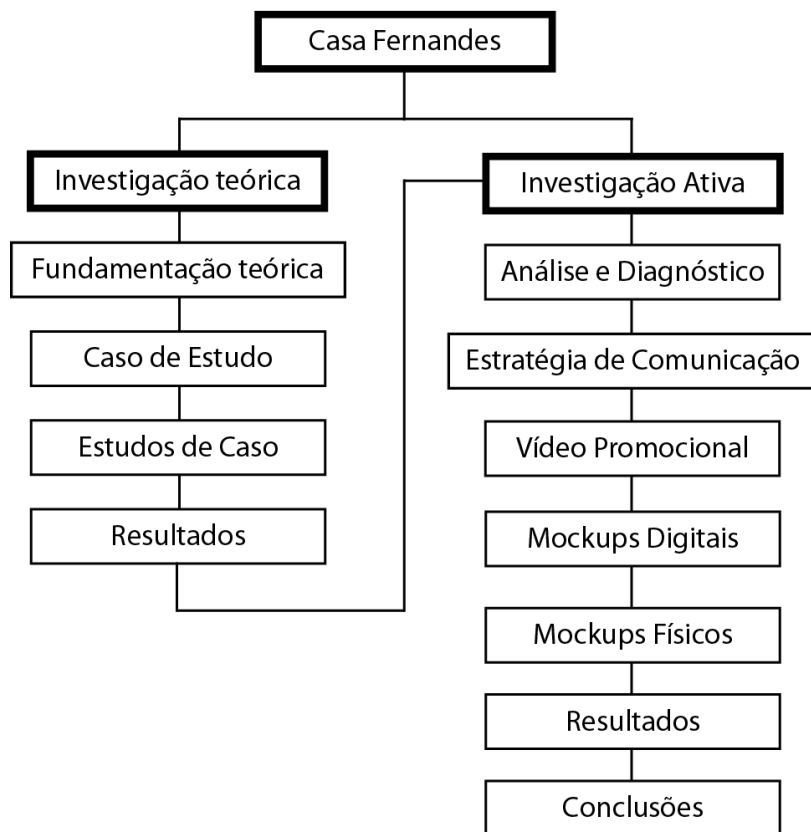 Casa Fernandes
Investigação teórica
Fundamentação teórica
Caso de Estudo
Estudos de Caso
Resultados
Investigação Ativa
Análise e Diagnóstico
Estratégia de Comunicação
Vídeo Promocional
Mockups Digitais
Mockups Físicos
Resultados
Conclusões